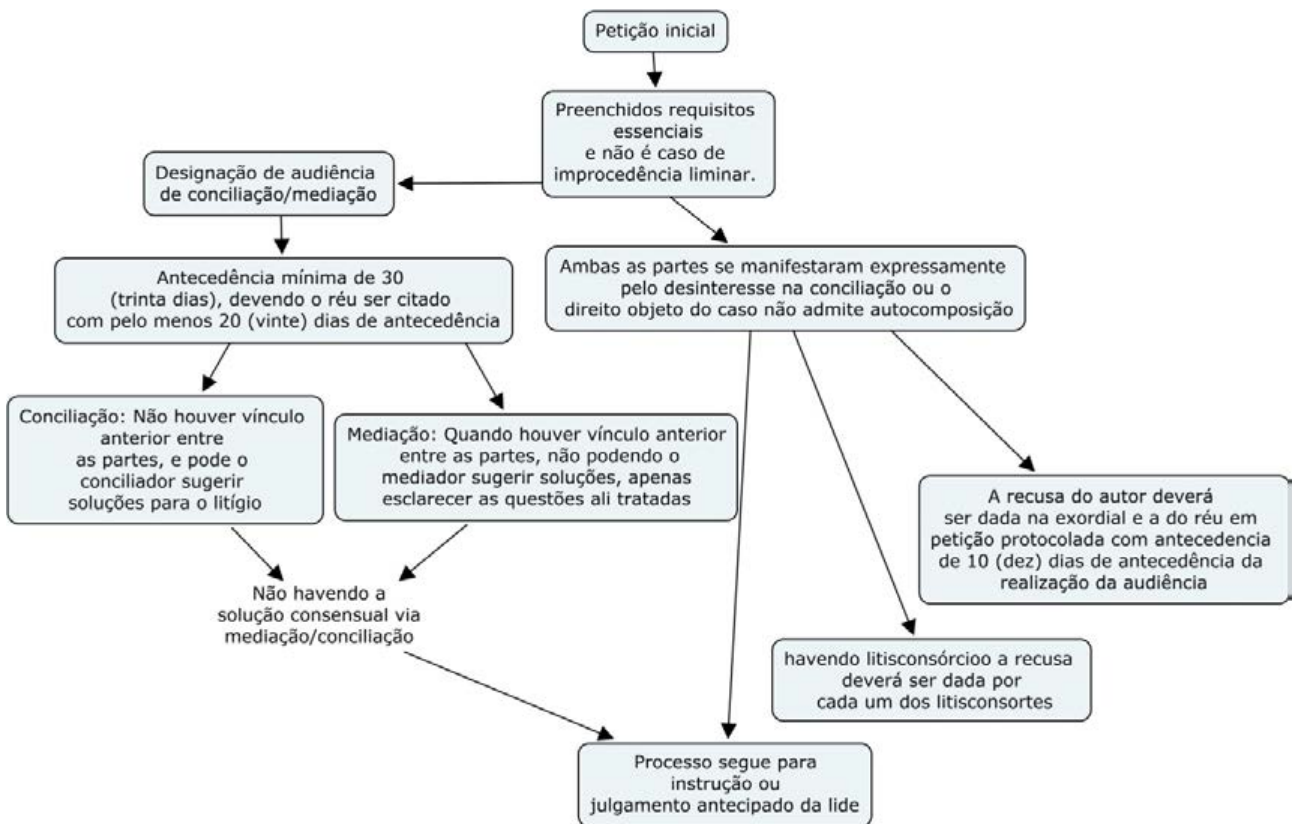 Petição inicial
Preenchidos requisitos
essenciais
e não é caso de
improcedência liminar.
Designação de audiência
de conciliação/mediação
Antecedência mínima de 30
(trinta dias), devendo o réu ser citado
com pelo menos 20 (vinte) dias de antecedência
Ambas as partes se manifestaram expressamente
pelo desinteresse na conciliação ou o
direito objeto do caso não admite autocomposição
Conciliação: Não houver vínculo
anterior entre
as partes, e pode o
conciliador sugerir
soluções para o litígio
Mediação: Quando houver vínculo anterior
entre as partes, não podendo o
mediador sugerir soluções, apenas
esclarecer as questões ali tratadas
A recusa do autor deverá
ser dada na exordial e a do réu em
petição protocolada com antecedencia
de 10 (dez) dias de antecedência da
realização da audiência
Não havendo a
solução consensual via
mediação/conciliação
havendo litisconsórcioo a recusa
deverá ser dada por
cada um dos litisconsortes
Processo segue para
instrução ou
julgamento antecipado da lide